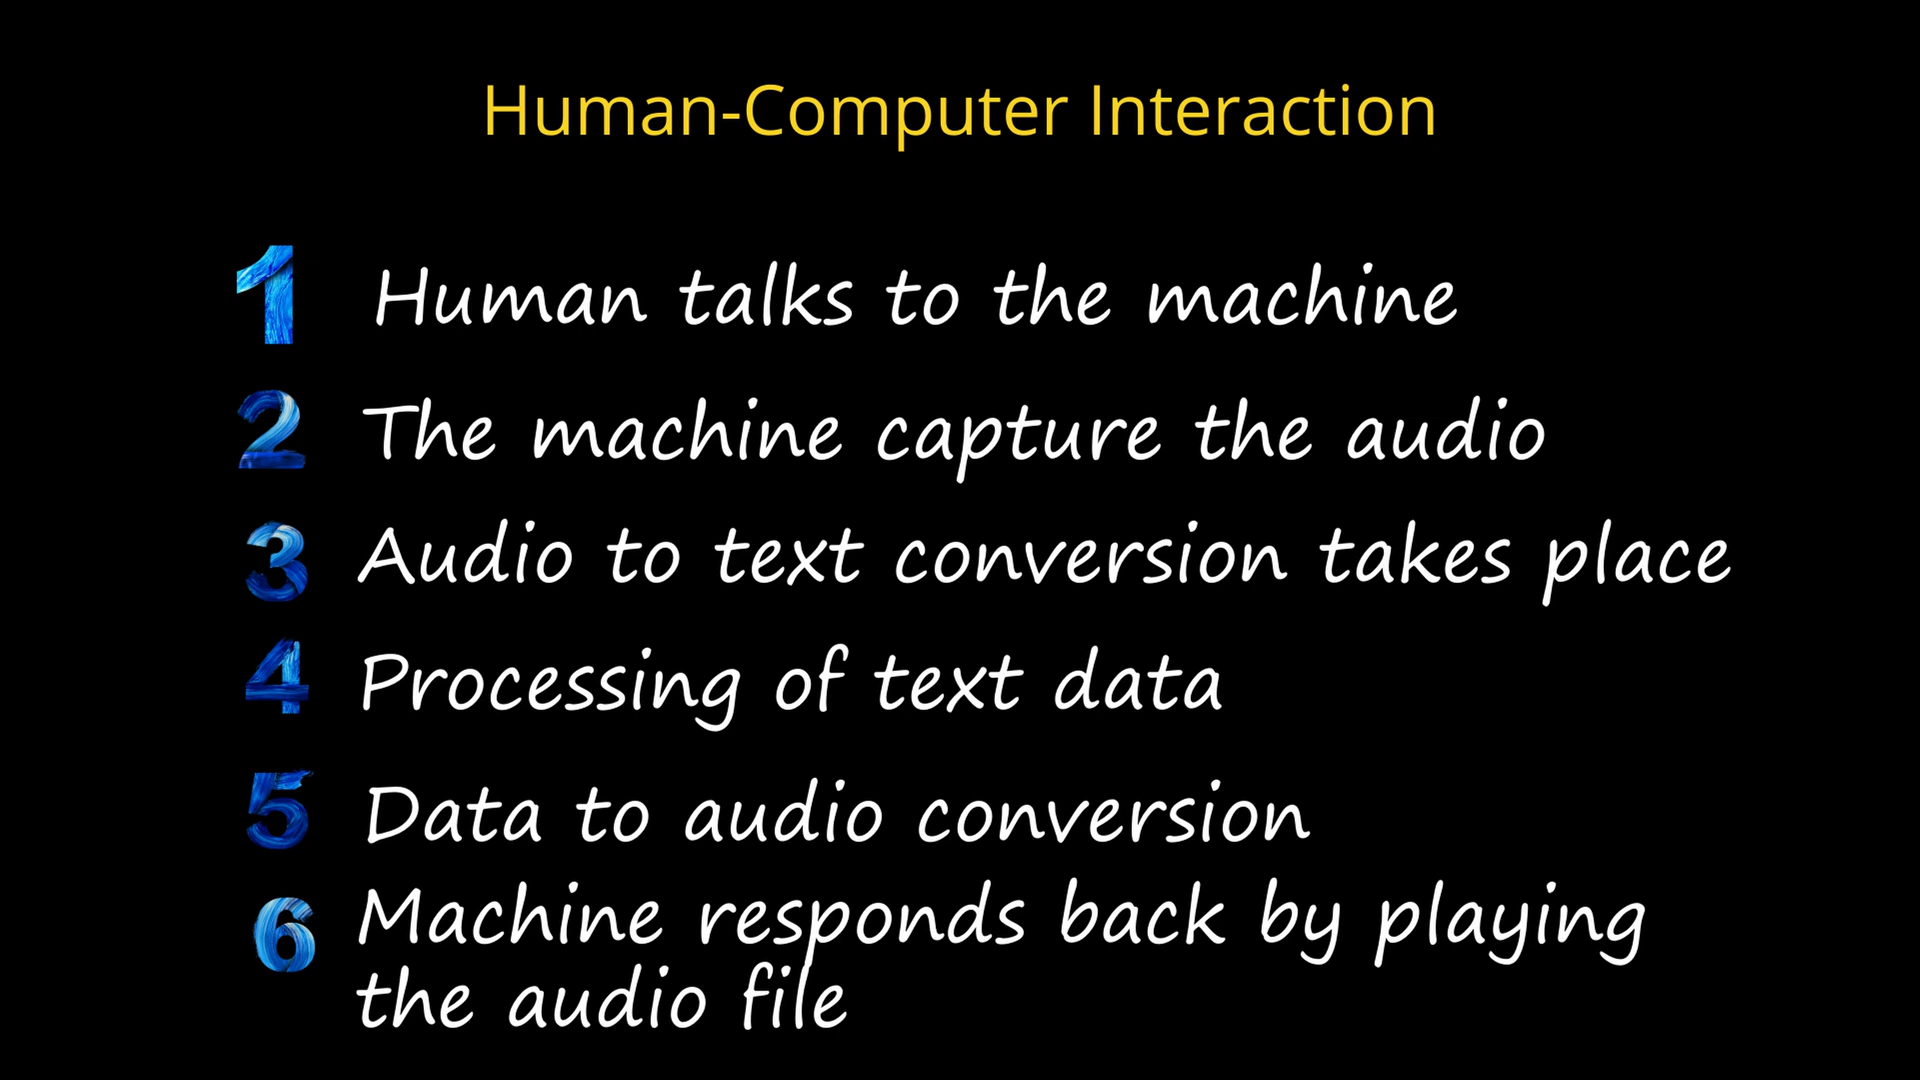 Human-Computer Interaction
1 Human talks to the machine
2 The machine capture the audio
3 Audio to text conversion takes place
4 Processing of text data
5 Data to audio conversion
6 Machine responds back by playing
the audio file